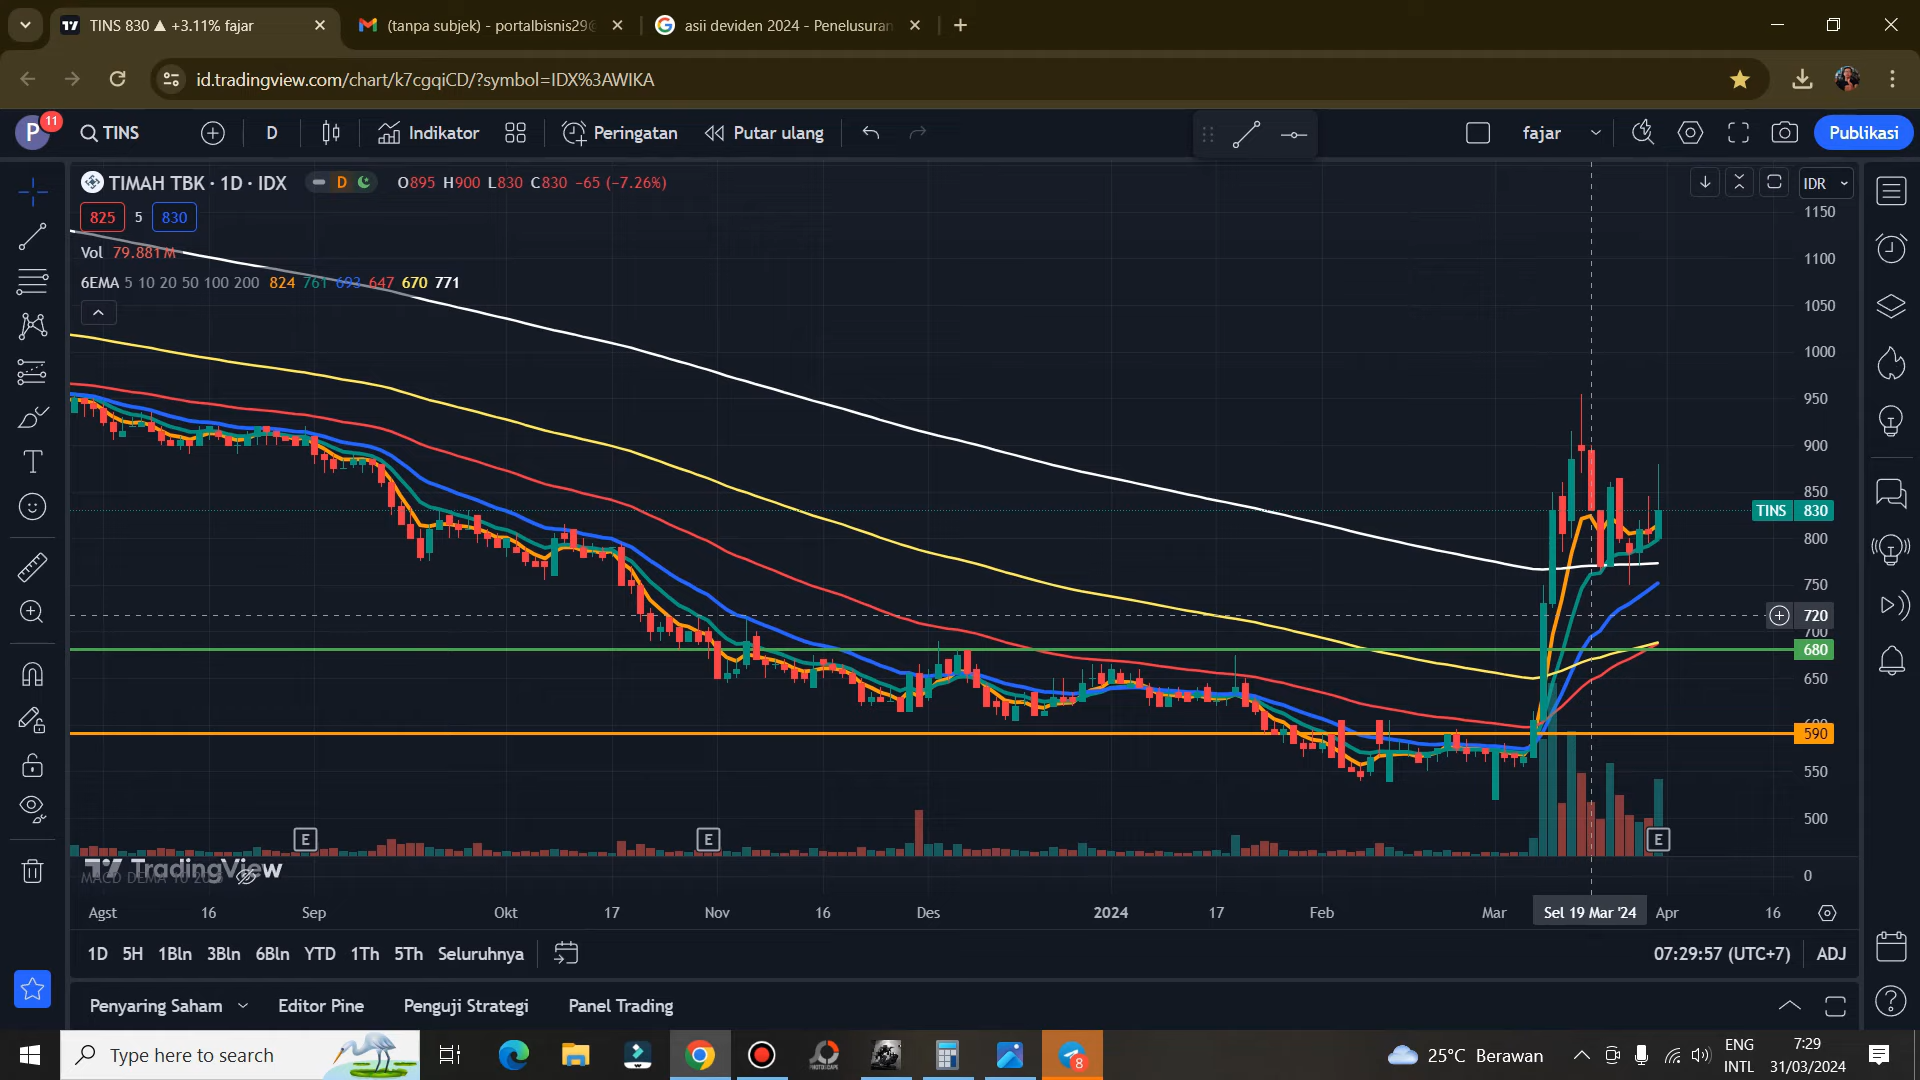 TINS 830 ▲ +3.11% fajar
(tanpa subjek) - portalbisnis29@
asii deviden 2024 - Penelusuran
id.tradingview.com/chart/k7cgqiCD/?symbol=IDX%3AWIKA
P
11
TINS
D
Indikator
Peringatan
Putar ulang
fajar
Publikasi
TIMAH TBK · 1D · IDX
D
O895 H900 L830 C830 −65 (−7.26%)
IDR
825 5 830
Vol 79.881M
6EMA 5 10 20 50 100 200 824 761 693 647 670 771
1150
1100
1050
1000
950
900
850
TINS 830
800
750
720
700
680
650
600
590
550
500
0
E
E
E
TradingView
Agst 16 Sep Okt 17 Nov 16 Des 2024 17 Feb Mar Sel 19 Mar '24 Apr 16
1D 5H 1Bln 3Bln 6Bln YTD 1Th 5Th Seluruhnya
07:29:57 (UTC+7) ADJ
Penyaring Saham Editor Pine Penguji Strategi Panel Trading
Type here to search
8
25°C Berawan
ENG
INTL
7:29
31/03/2024